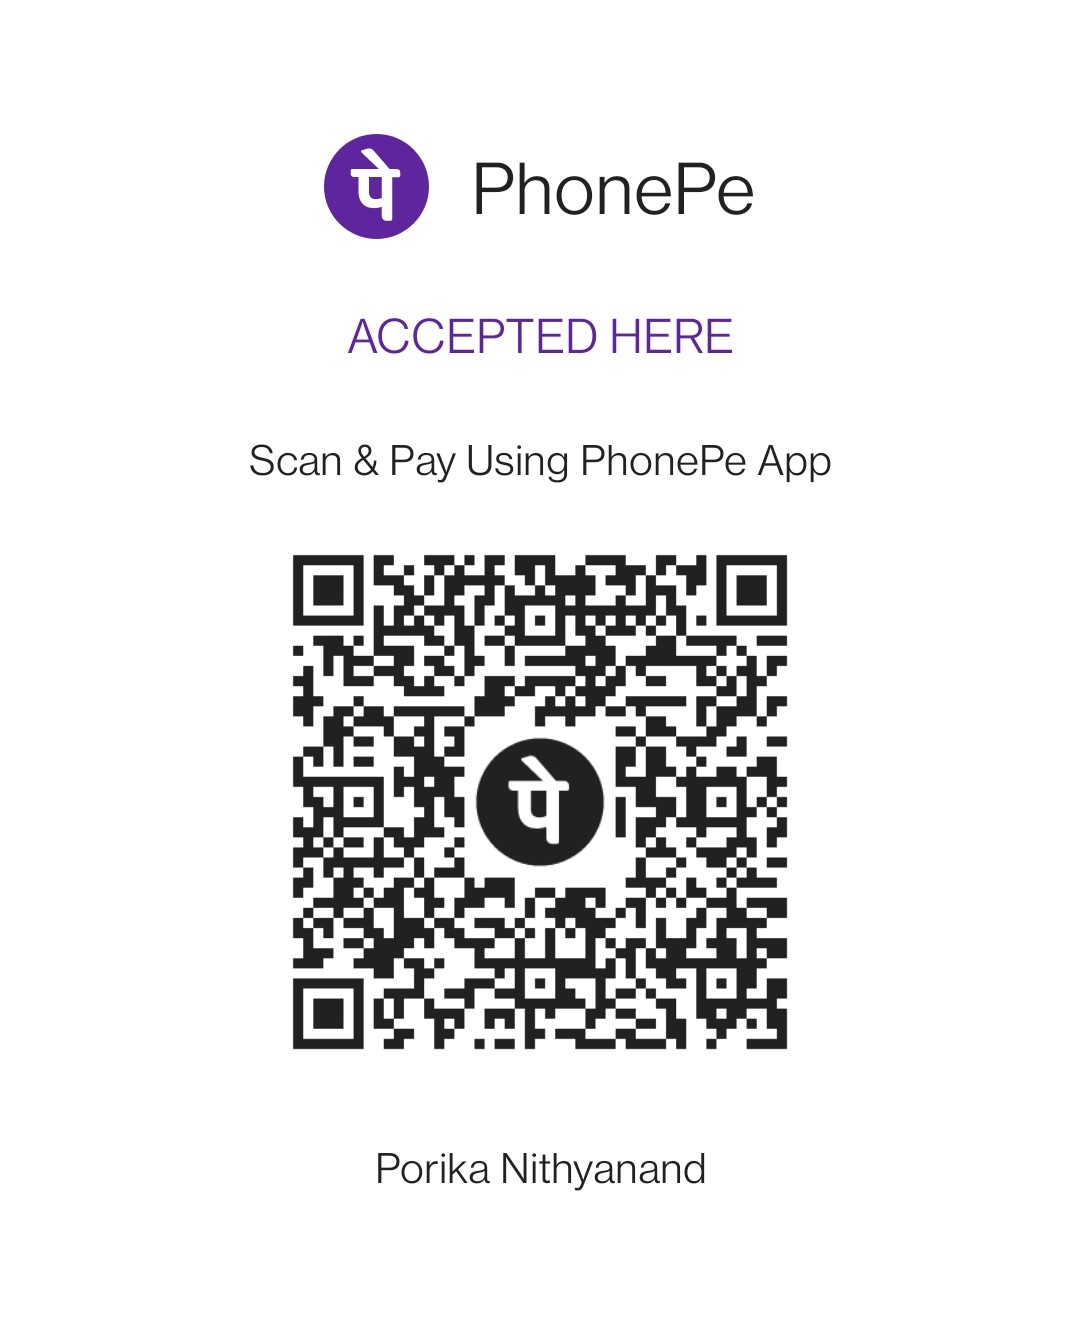 पे PhonePe
ACCEPTED HERE
Scan & Pay Using PhonePe App
पे
Porika Nithyanand